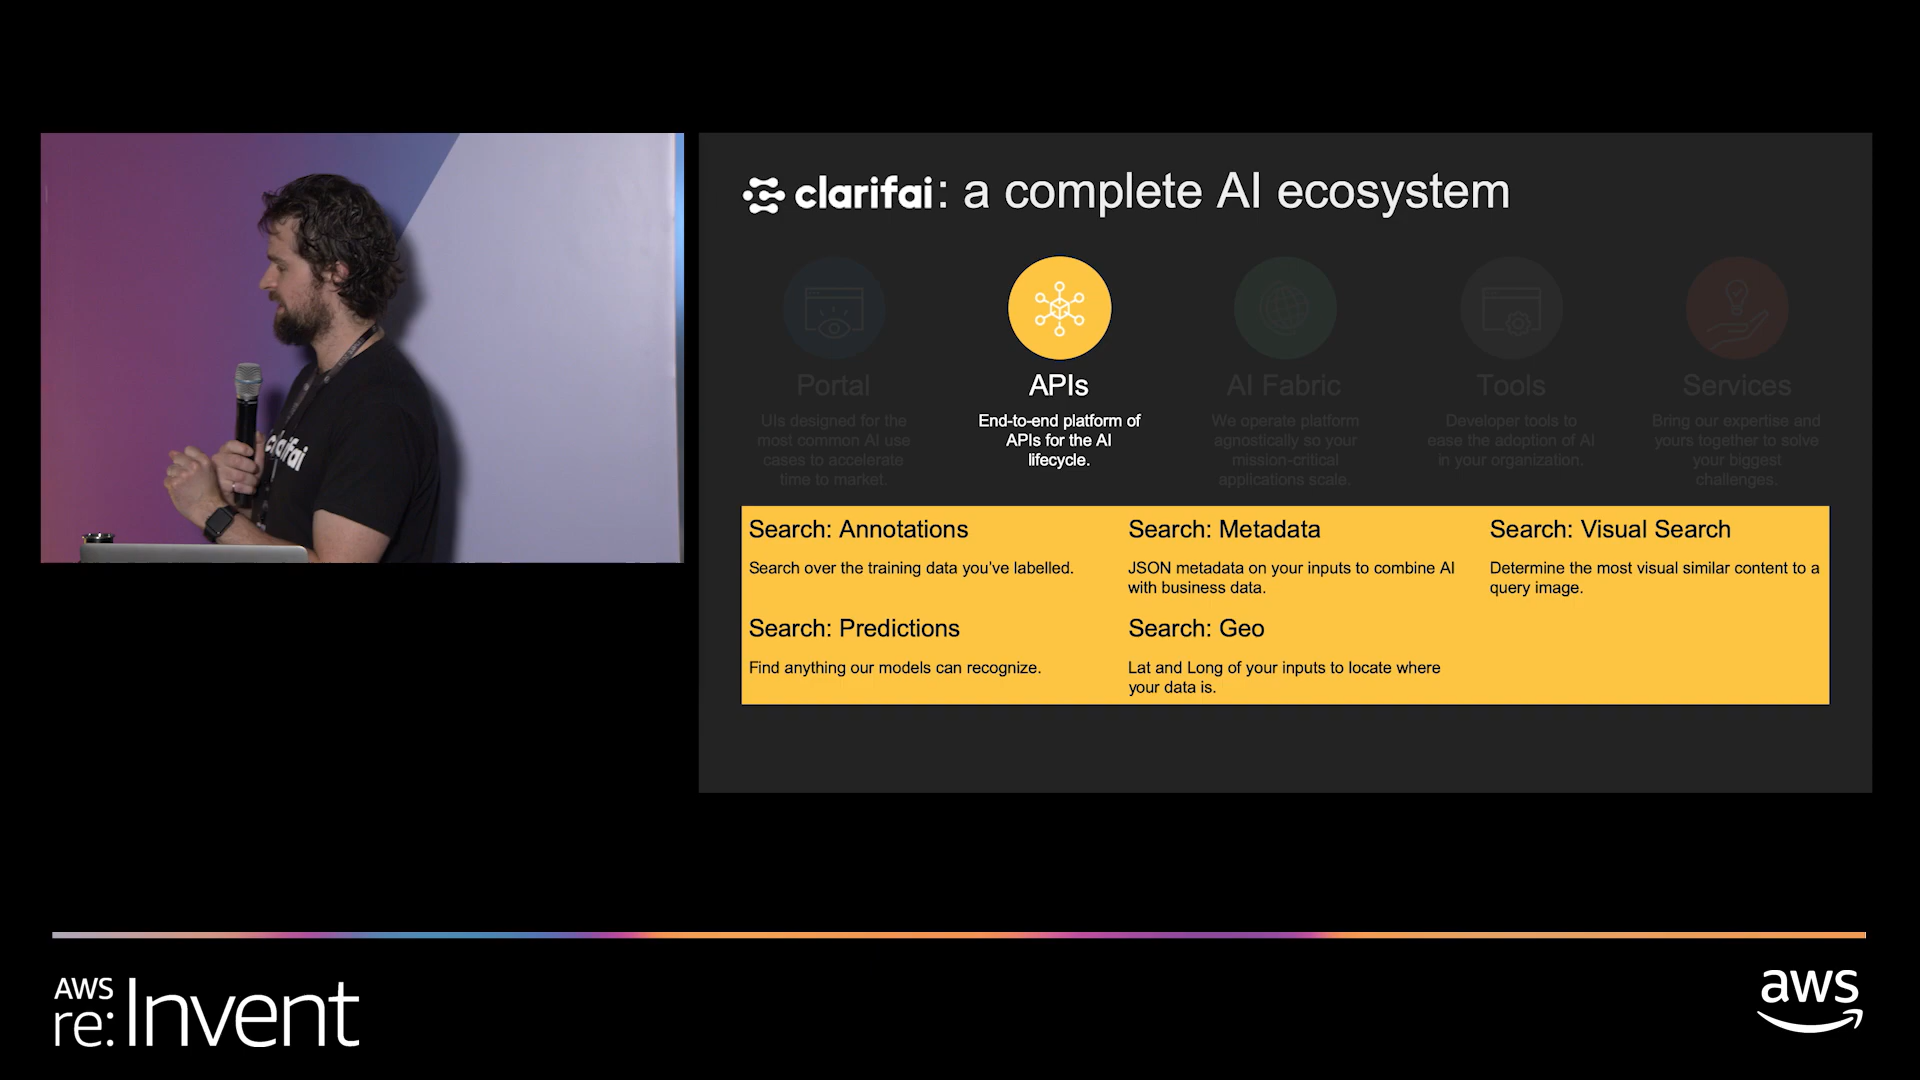 clarifai: a complete AI ecosystem
Portal
UIs designed for the
most common AI use
cases to accelerate
time to market.
APIs
End-to-end platform of
APIs for the AI
lifecycle.
AI Fabric
We operate platform
agnostically so your
mission-critical
applications scale.
Tools
Developer tools to
ease the adoption of AI
in your organization.
Services
Bring our expertise and
yours together to solve
your biggest
challenges.
Search: Annotations
Search over the training data you've labelled.
Search: Metadata
JSON metadata on your inputs to combine AI
with business data.
Search: Visual Search
Determine the most visual similar content to a
query image.
Search: Predictions
Find anything our models can recognize.
Search: Geo
Lat and Long of your inputs to locate where
your data is.
clarifai
AWS
re:Invent
aws